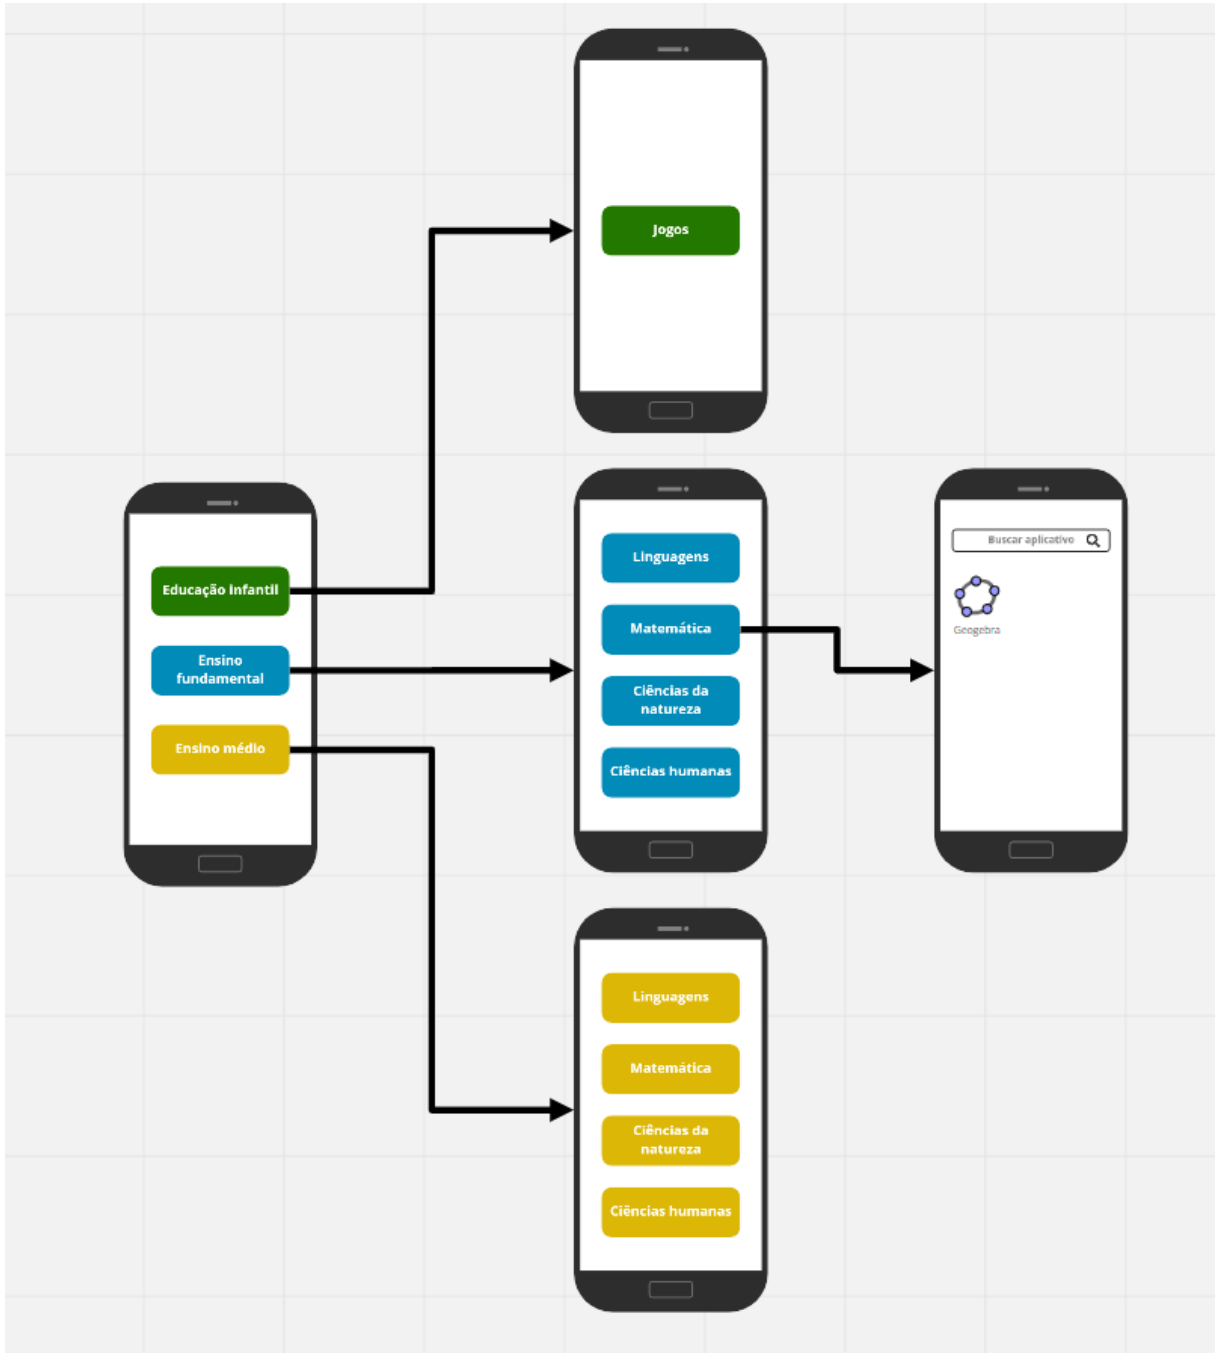 Jogos
Educação infantil
Ensino
fundamental
Ensino médio
Linguagens
Matemática
Ciências da
natureza
Ciências humanas
Buscar aplicativo
Geogebra
Linguagens
Matemática
Ciências da
natureza
Ciências humanas